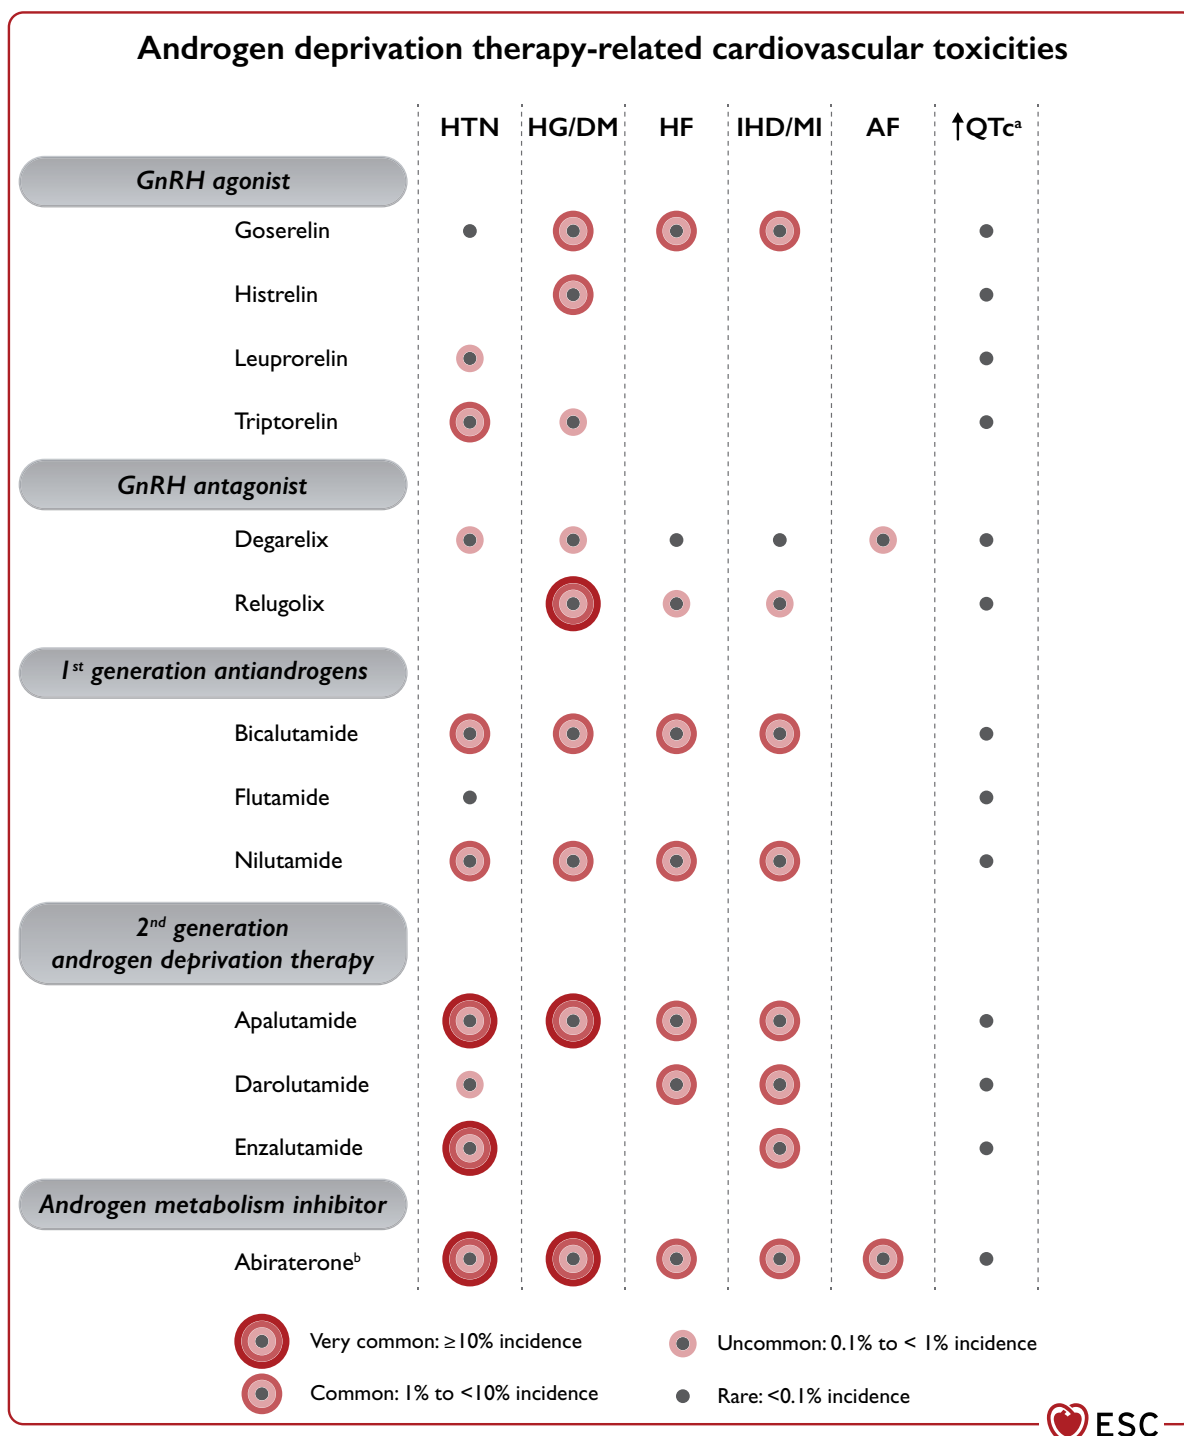 Androgen deprivation therapy-related cardiovascular toxicities
HTN HG/DM HF IHD/MI AF ↑QTcᵃ
GnRH agonist
Goserelin
Histrelin
Leuprorelin
Triptorelin
GnRH antagonist
Degarelix
Relugolix
1st generation antiandrogens
Bicalutamide
Flutamide
Nilutamide
2nd generation
androgen deprivation therapy
Apalutamide
Darolutamide
Enzalutamide
Androgen metabolism inhibitor
Abirateroneᵇ
Very common: ≥10% incidence
Uncommon: 0.1% to < 1% incidence
Common: 1% to <10% incidence
Rare: <0.1% incidence
ESC